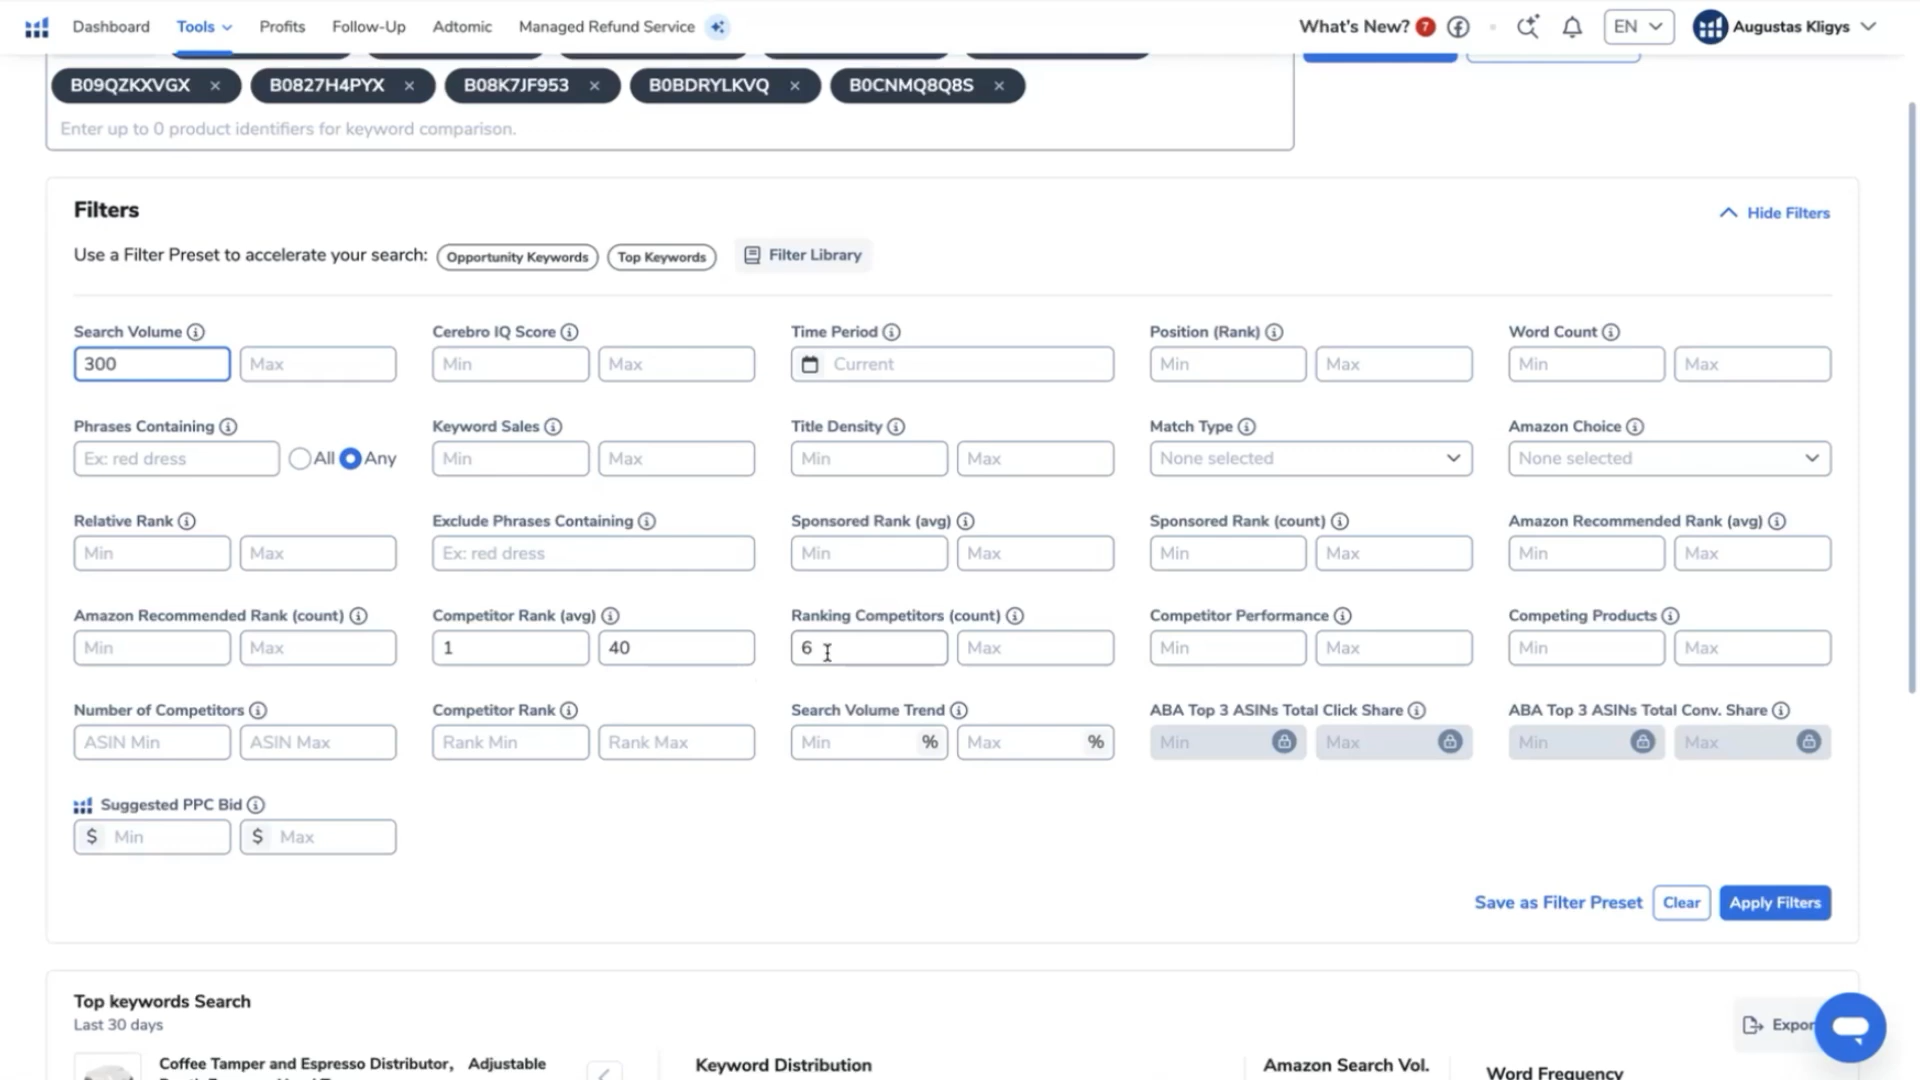 Dashboard Tools Profits Follow-Up Adtomic Managed Refund Service What's New? 7 EN Augustas Kligys
B09QZKXVGX × B0827H4PYX × B08K7JF953 × B0BDRYLKVQ × B0CNMQ8Q8S ×
Enter up to 0 product identifiers for keyword comparison.
Filters
Hide Filters
Use a Filter Preset to accelerate your search: Opportunity Keywords Top Keywords Filter Library
Search Volume Cerebro IQ Score Time Period Position (Rank) Word Count
300 Max Min Max Current Min Max Min Max
Phrases Containing Keyword Sales Title Density Match Type Amazon Choice
Ex: red dress All Any Min Max Min Max None selected None selected
Relative Rank Exclude Phrases Containing Sponsored Rank (avg) Sponsored Rank (count) Amazon Recommended Rank (avg)
Min Max Ex: red dress Min Max Min Max Min Max
Amazon Recommended Rank (count) Competitor Rank (avg) Ranking Competitors (count) Competitor Performance Competing Products
Min Max 1 40 6 Max Min Max Min Max
Number of Competitors Competitor Rank Search Volume Trend ABA Top 3 ASINs Total Click Share ABA Top 3 ASINs Total Conv. Share
ASIN Min ASIN Max Rank Min Rank Max Min % Max % Min Max Min Max
Suggested PPC Bid
$ Min $ Max
Save as Filter Preset Clear Apply Filters
Top keywords Search
Last 30 days
Expor
Coffee Tamper and Espresso Distributor, Adjustable
Keyword Distribution
Amazon Search Vol.
Word Frequency